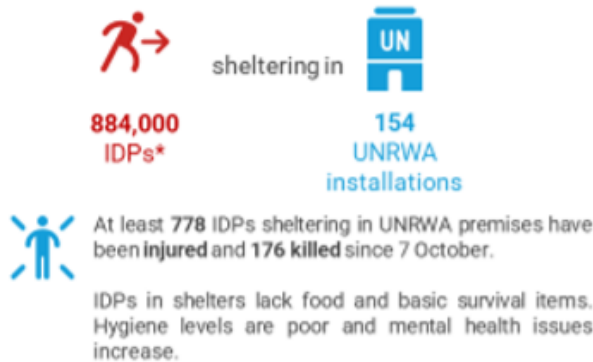 UN
sheltering in
884,000
IDPs*
154
UNRWA
installations
At least 778 IDPs sheltering in UNRWA premises have
been injured and 176 killed since 7 October.
IDPs in shelters lack food and basic survival items.
Hygiene levels are poor and mental health issues
increase.